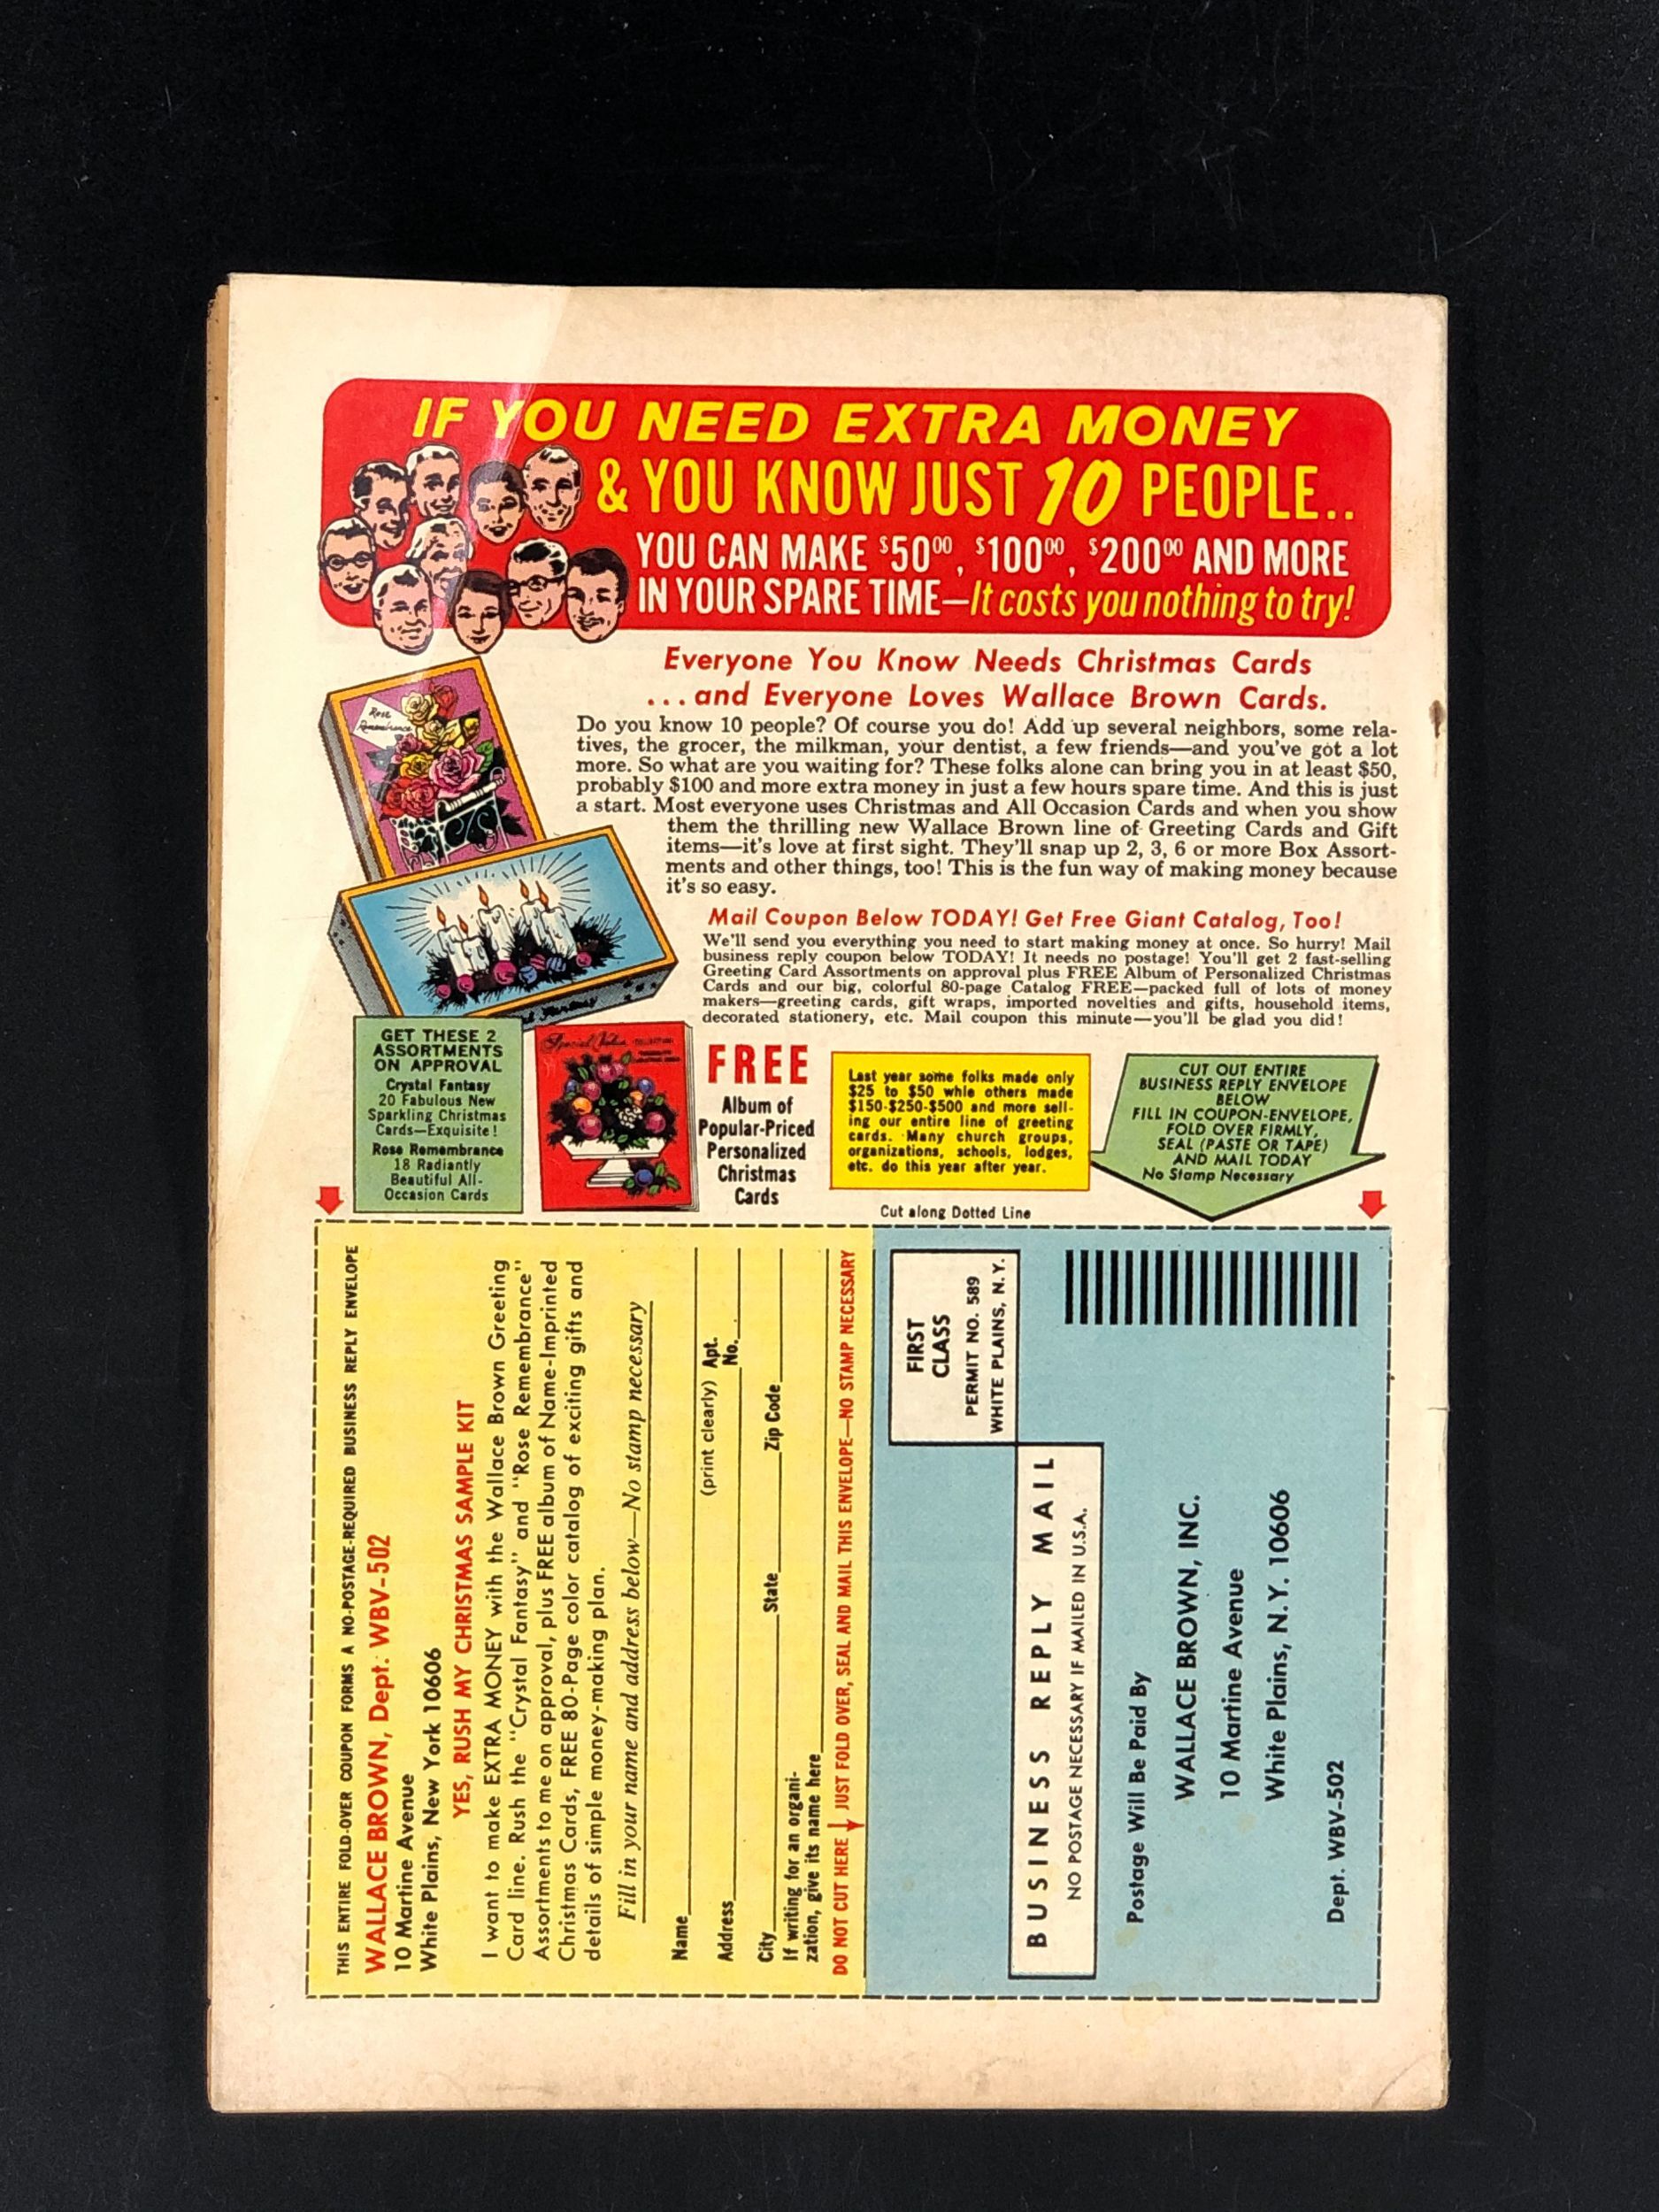 IF YOU NEED EXTRA MONEY
& YOU KNOW JUST 10 PEOPLE..
YOU CAN MAKE $50⁰⁰, $100⁰⁰, $200⁰⁰ AND MORE
IN YOUR SPARE TIME—It costs you nothing to try!
Everyone You Know Needs Christmas Cards
...and Everyone Loves Wallace Brown Cards.
Rose
Remembrance
Do you know 10 people? Of course you do! Add up several neighbors, some rela-
tives, the grocer, the milkman, your dentist, a few friends—and you've got a lot
more. So what are you waiting for? These folks alone can bring you in at least $50,
probably $100 and more extra money in just a few hours spare time. And this is just
a start. Most everyone uses Christmas and All Occasion Cards and when you show
them the thrilling new Wallace Brown line of Greeting Cards and Gift
items—it's love at first sight. They'll snap up 2, 3, 6 or more Box Assort-
ments and other things, too! This is the fun way of making money because
it's so easy.
Mail Coupon Below TODAY! Get Free Giant Catalog, Too!
We'll send you everything you need to start making money at once. So hurry! Mail
business reply coupon below TODAY! It needs no postage! You'll get 2 fast-selling
Greeting Card Assortments on approval plus FREE Album of Personalized Christmas
Cards and our big, colorful 80-page Catalog FREE—packed full of lots of money
makers—greeting cards, gift wraps, imported novelties and gifts, household items,
decorated stationery, etc. Mail coupon this minute—you'll be glad you did!
Fantasy
GET THESE 2
ASSORTMENTS
ON APPROVAL
Crystal Fantasy
20 Fabulous New
Sparkling Christmas
Cards—Exquisite!
Rose Remembrance
18 Radiantly
Beautiful All-
Occasion Cards
Special Value
FREE
Album of
Popular-Priced
Personalized
Christmas
Cards
Last year some folks made only
$25 to $50 whle others made
$150-$250-$500 and more sell-
ing our entire line of greeting
cards. Many church groups,
organizations, schools, lodges,
etc. do this year after year.
CUT OUT ENTIRE
BUSINESS REPLY ENVELOPE
BELOW
FILL IN COUPON-ENVELOPE,
FOLD OVER FIRMLY,
SEAL (PASTE OR TAPE)
AND MAIL TODAY
No Stamp Necessary
Cut along Dotted Line
THIS ENTIRE FOLD-OVER COUPON FORMS A NO-POSTAGE-REQUIRED BUSINESS REPLY ENVELOPE
WALLACE BROWN, Dept. WBV-502
10 Martine Avenue
White Plains, New York 10606
YES, RUSH MY CHRISTMAS SAMPLE KIT
I want to make EXTRA MONEY with the Wallace Brown Greeting
Card line. Rush the "Crystal Fantasy" and "Rose Remembrance"
Assortments to me on approval, plus FREE album of Name-Imprinted
Christmas Cards, FREE 80-Page color catalog of exciting gifts and
details of simple money-making plan.
Fill in your name and address below—No stamp necessary
Name
(print clearly) Apt.
Address No.
City State Zip Code
If writing for an organi-
zation, give its name here
DO NOT CUT HERE JUST FOLD OVER, SEAL AND MAIL THIS ENVELOPE—NO STAMP NECESSARY
FIRST
CLASS
PERMIT NO. 589
WHITE PLAINS, N. Y.
BUSINESS REPLY MAIL
NO POSTAGE NECESSARY IF MAILED IN U.S.A.
Postage Will Be Paid By
WALLACE BROWN, INC.
10 Martine Avenue
White Plains, N. Y. 10606
Dept. WBV-502